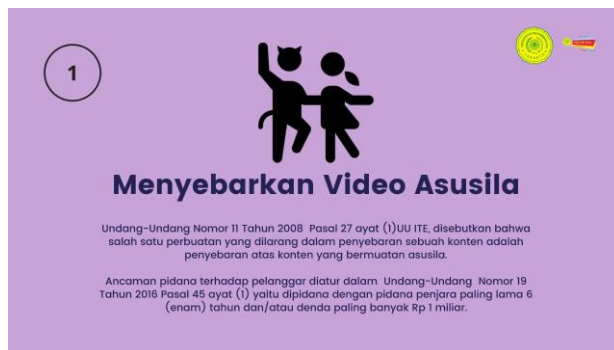 1
Menyebarkan Video Asusila
Undang-Undang Nomor 11 Tahun 2008 Pasal 27 ayat (1)UU ITE, disebutkan bahwa
salah satu perbuatan yang dilarang dalam penyebaran sebuah konten adalah
penyebaran atas konten yang bermuatan asusila.
Ancaman pidana terhadap pelanggar diatur dalam Undang-Undang Nomor 19
Tahun 2016 Pasal 45 ayat (1) yaitu dipidana dengan pidana penjara paling lama 6
(enam) tahun dan/atau denda paling banyak Rp 1 miliar.